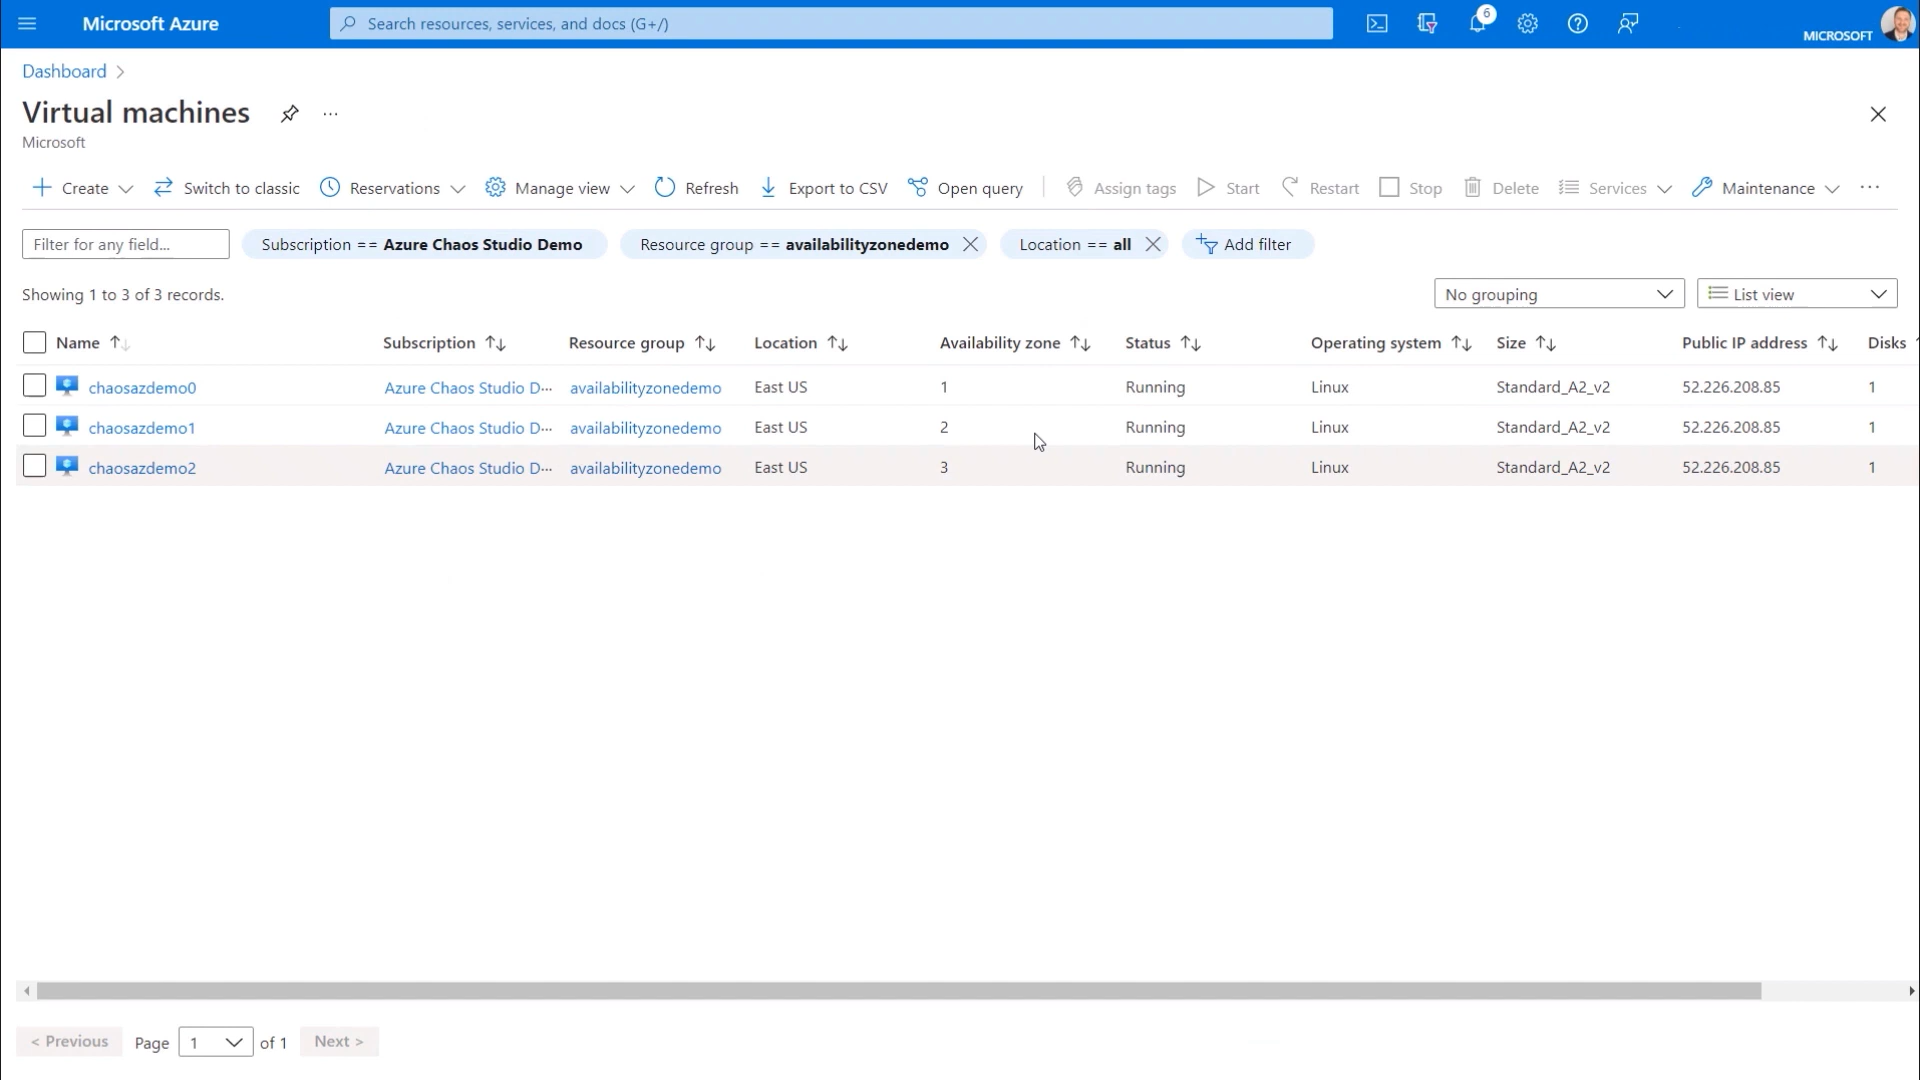 Microsoft Azure
Search resources, services, and docs (G+/)
6
MICROSOFT
Dashboard
Virtual machines
Microsoft
Create
Switch to classic
Reservations
Manage view
Refresh
Export to CSV
Open query
Assign tags
Start
Restart
Stop
Delete
Services
Maintenance
Filter for any field...
Subscription == Azure Chaos Studio Demo
Resource group == availabilityzonedemo
Location == all
Add filter
Showing 1 to 3 of 3 records.
No grouping
List view
Name Subscription Resource group Location Availability zone Status Operating system Size Public IP address Disks
chaosazdemo0 Azure Chaos Studio D··· availabilityzonedemo East US 1 Running Linux Standard_A2_v2 52.226.208.85 1
chaosazdemo1 Azure Chaos Studio D··· availabilityzonedemo East US 2 Running Linux Standard_A2_v2 52.226.208.85 1
chaosazdemo2 Azure Chaos Studio D··· availabilityzonedemo East US 3 Running Linux Standard_A2_v2 52.226.208.85 1
< Previous Page 1 of 1 Next >